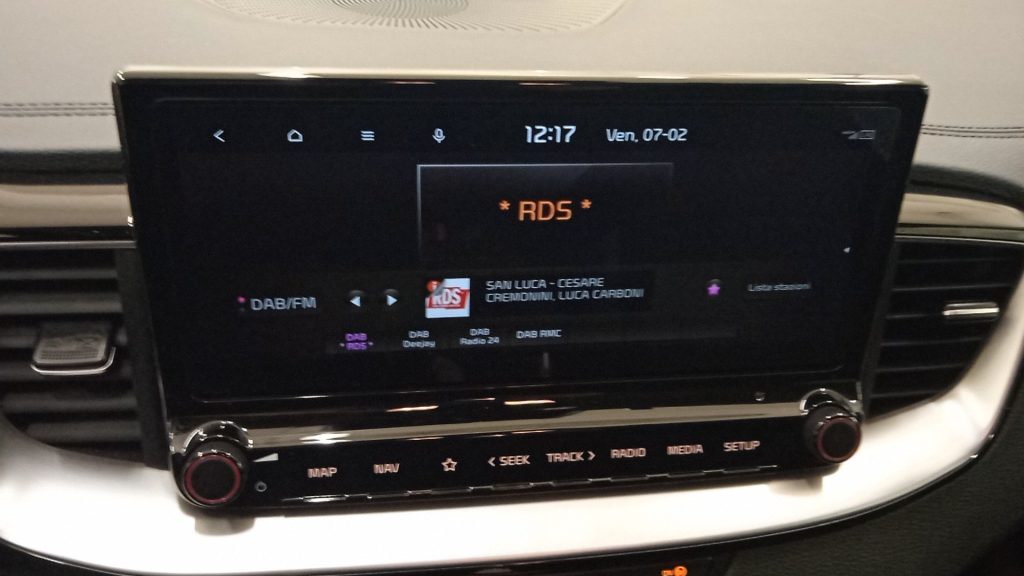 12:17 Ven, 07-02
* RDS *
DAB/FM
RDS
SAN LUCA - CESARE
CREMONINI, LUCA CARBONI
Lista stazioni
DAB
* RDS *
DAB
Deejay
DAB
Radio 24
DAB RMC
MAP NAV < SEEK TRACK > RADIO MEDIA SETUP